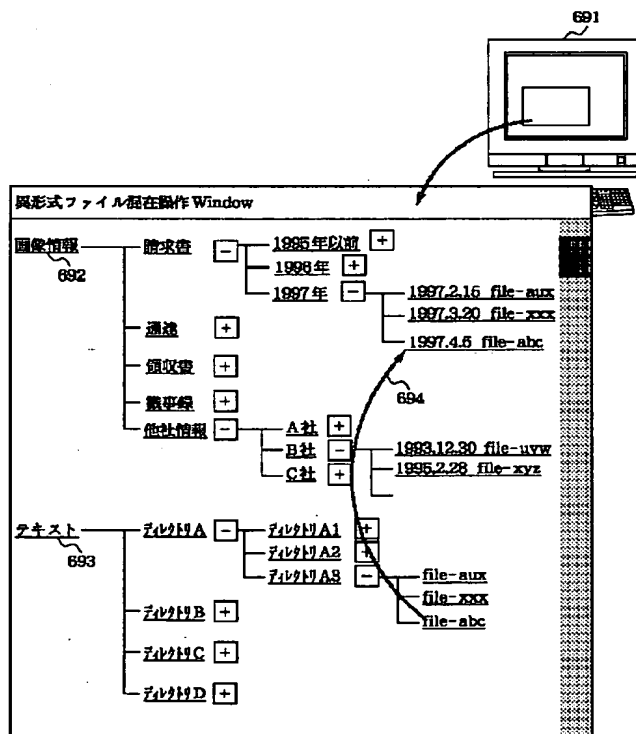 691
異形式ファイル混在操作 Window
画像情報
692
請求書 − 1995年以前 +
1996年 +
1997年 − 1997.2.15 file-aux
1997.3.20 file-xxx
1997.4.5 file-abc
通達 +
694
領収書 +
議事録 +
他社情報 − A社 +
B社 − 1993.12.30 file-uvw
1995.2.28 file-xyz
C社 +
テキスト
693
ディレクトリA − ディレクトリA1 +
ディレクトリA2 +
ディレクトリA3 − file-aux
file-xxx
file-abc
ディレクトリB +
ディレクトリC +
ディレクトリD +